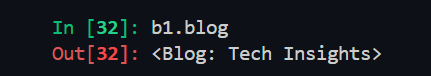 In [32]: b1.blog
Out[32]: <Blog: Tech Insights>